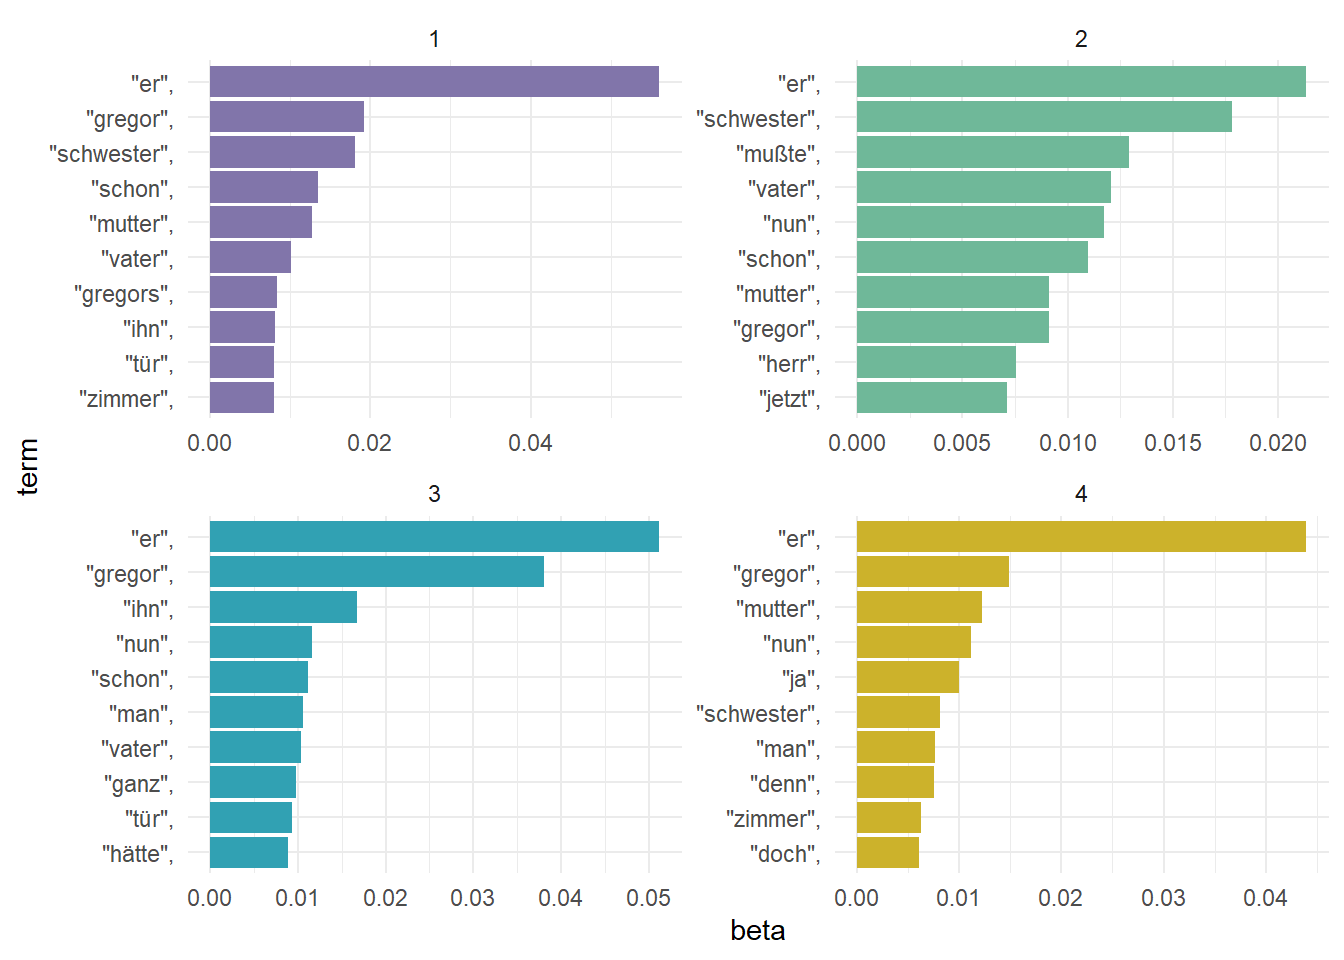 1
"er",
"gregor",
"schwester",
"schon",
"mutter",
"vater",
"gregors",
"ihn",
"tür",
"zimmer",
0.00 0.02 0.04
2
"er",
"schwester",
"mußte",
"vater",
"nun",
"schon",
"mutter",
"gregor",
"herr",
"jetzt",
0.000 0.005 0.010 0.015 0.020
term
3
"er",
"gregor",
"ihn",
"nun",
"schon",
"man",
"vater",
"ganz",
"tür",
"hätte",
0.00 0.01 0.02 0.03 0.04 0.05
4
"er",
"gregor",
"mutter",
"nun",
"ja",
"schwester",
"man",
"denn",
"zimmer",
"doch",
0.00 0.01 0.02 0.03 0.04
beta